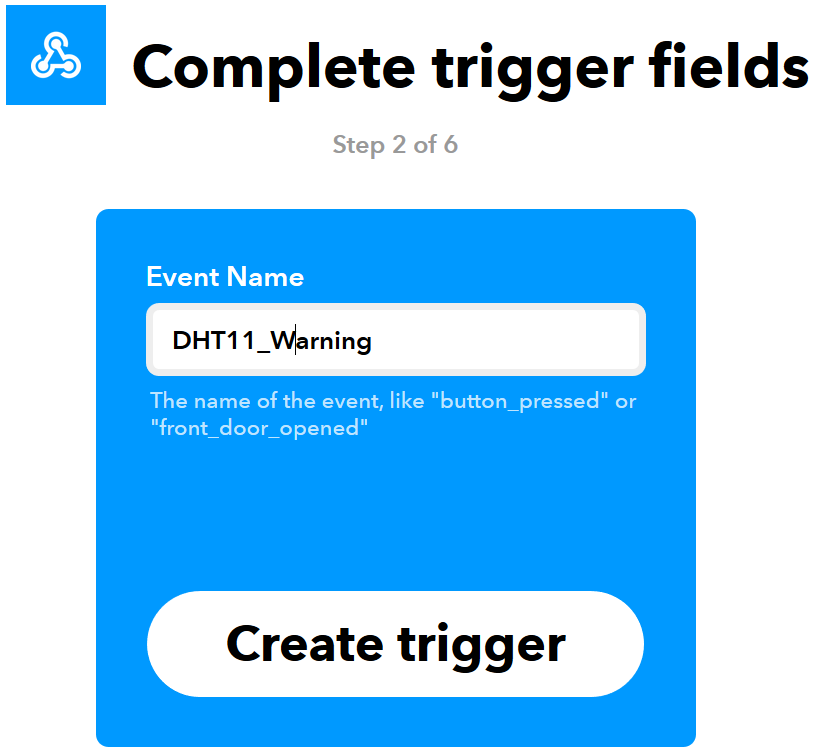 Complete trigger fields
Step 2 of 6
Event Name
DHT11_Warning
The name of the event, like "button_pressed" or
"front_door_opened"
Create trigger